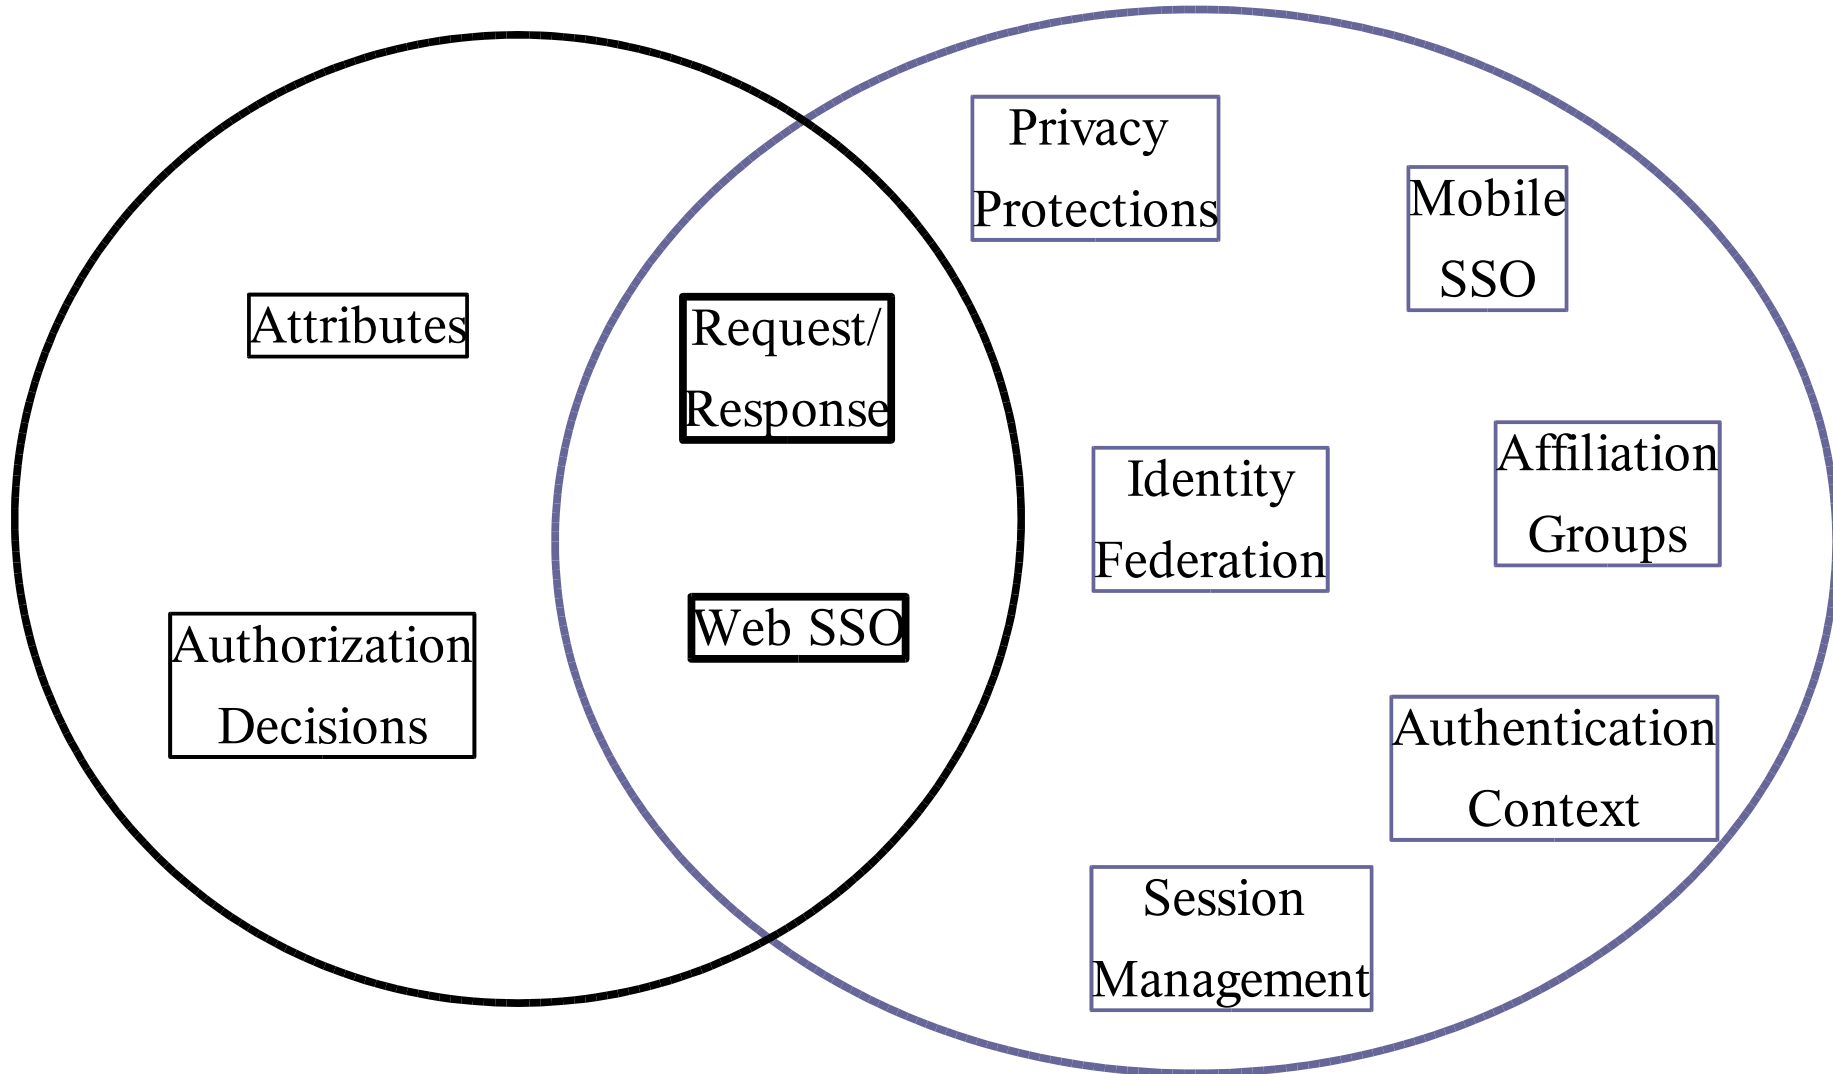 Attributes
Authorization
Decisions
Request/
Response
Web SSO
Privacy
Protections
Mobile
SSO
Identity
Federation
Affiliation
Groups
Authentication
Context
Session
Management